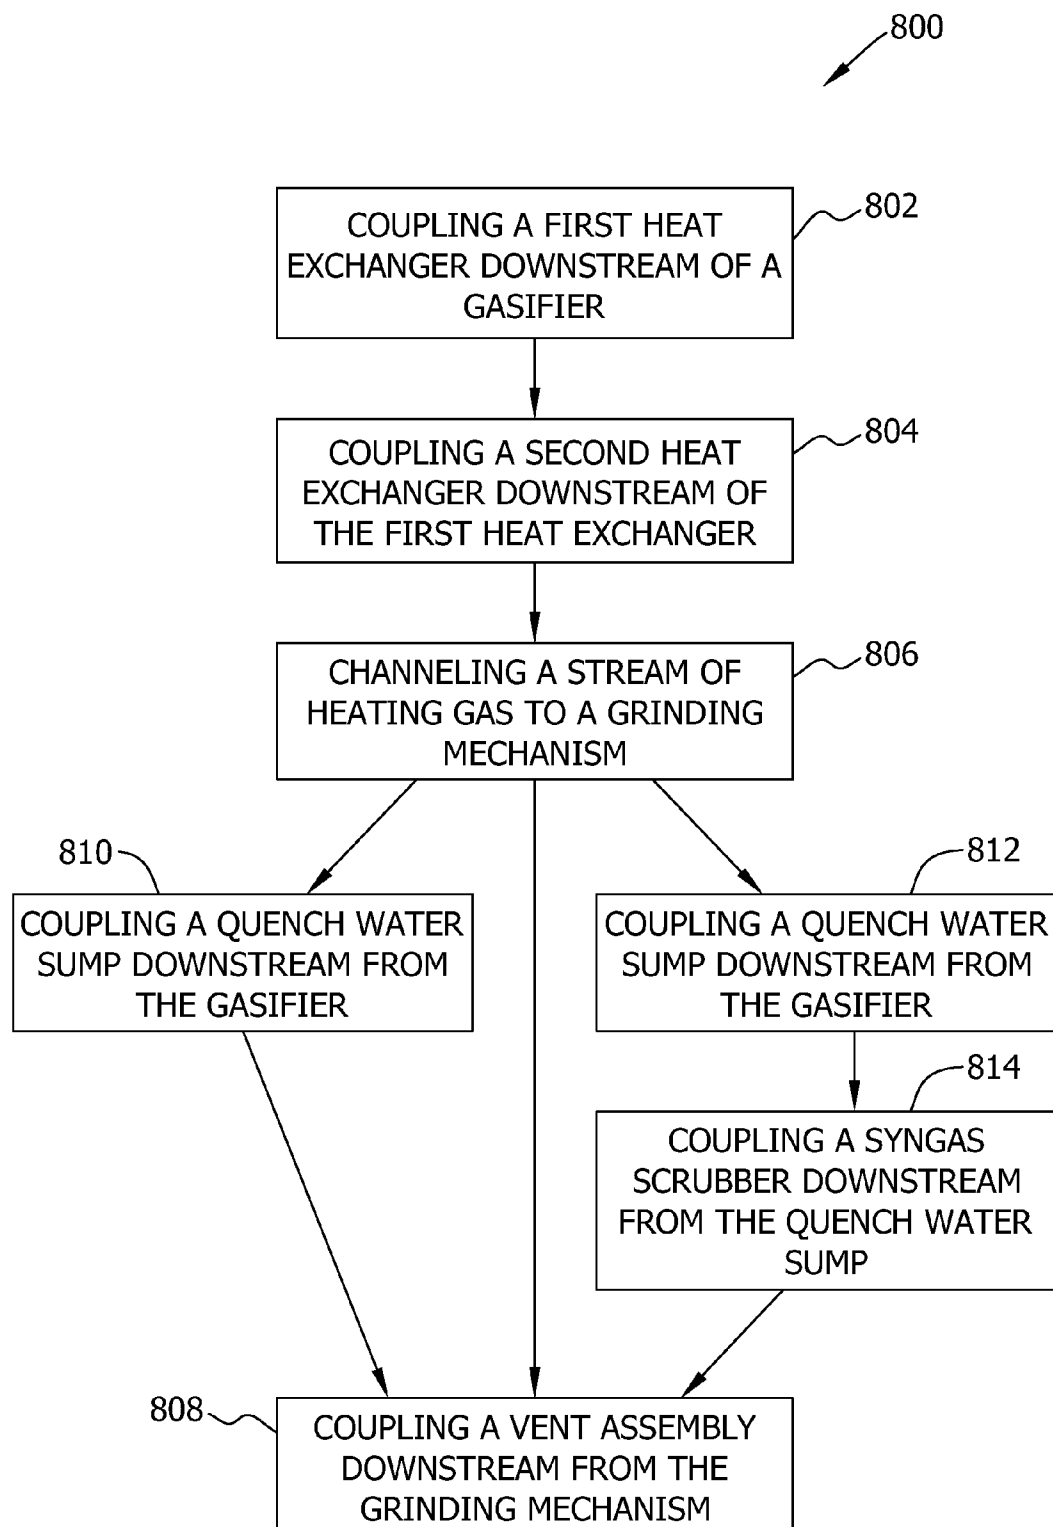 800
802
COUPLING A FIRST HEAT
EXCHANGER DOWNSTREAM OF A
GASIFIER
804
COUPLING A SECOND HEAT
EXCHANGER DOWNSTREAM OF
THE FIRST HEAT EXCHANGER
806
CHANNELING A STREAM OF
HEATING GAS TO A GRINDING
MECHANISM
810
COUPLING A QUENCH WATER
SUMP DOWNSTREAM FROM
THE GASIFIER
812
COUPLING A QUENCH WATER
SUMP DOWNSTREAM FROM
THE GASIFIER
814
COUPLING A SYNGAS
SCRUBBER DOWNSTREAM
FROM THE QUENCH WATER
SUMP
808
COUPLING A VENT ASSEMBLY
DOWNSTREAM FROM THE
GRINDING MECHANISM